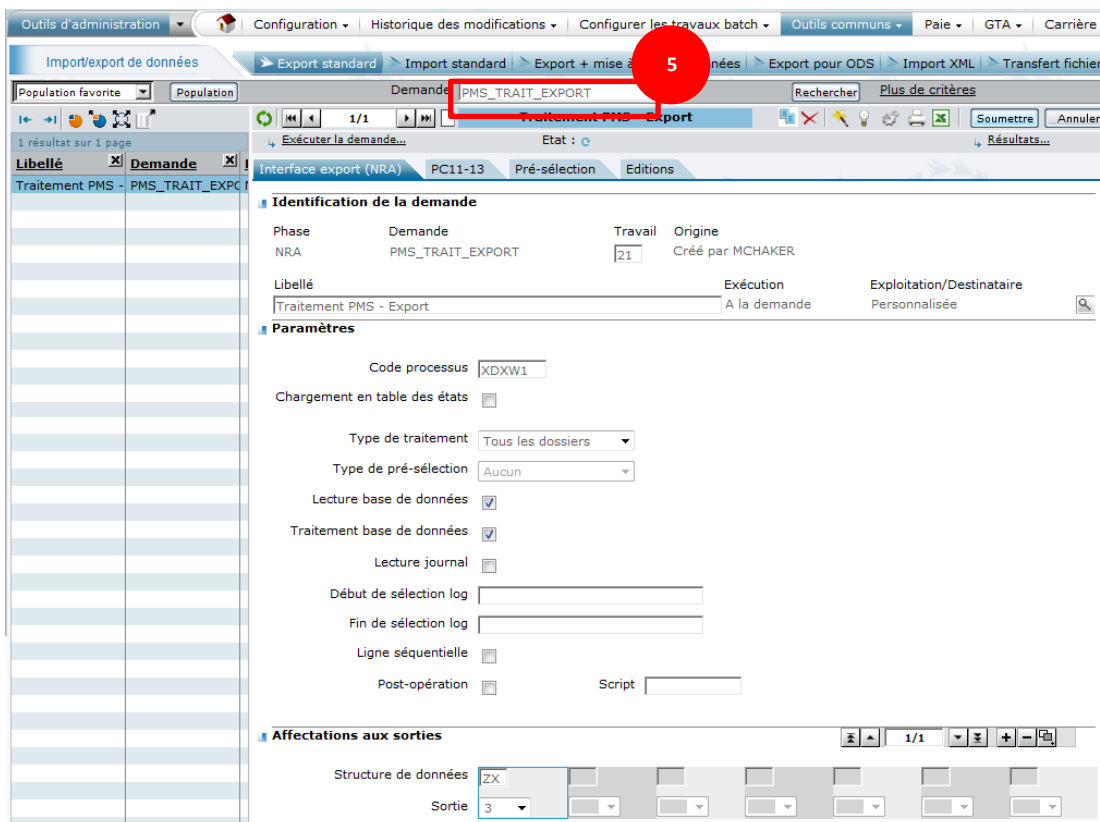 Outils d'administration Configuration Historique des modifications Configurer les travaux batch Outils communs Paie GTA Carrière
Import/export de données Export standard Import standard Export + mise à nées Export pour ODS Import XML Transfert fichier
5
Population favorite Population Demande PMS_TRAIT_EXPORT Rechercher Plus de critères
1/1 Traitement PMS - Export Soumettre Annuler
1 résultat sur 1 page Exécuter la demande... Etat : Résultats...
Libellé Demande
Interface export (NRA) PC11-13 Pré-sélection Editions
Traitement PMS - PMS_TRAIT_EXPO
Identification de la demande
Phase Demande Travail Origine
NRA PMS_TRAIT_EXPORT 21 Créé par MCHAKER
Libellé Exécution Exploitation/Destinataire
Traitement PMS - Export A la demande Personnalisée
Paramètres
Code processus XDXW1
Chargement en table des états
Type de traitement Tous les dossiers
Type de pré-sélection Aucun
Lecture base de données
Traitement base de données
Lecture journal
Début de sélection log
Fin de sélection log
Ligne séquentielle
Post-opération Script
Affectations aux sorties 1/1
Structure de données ZX
Sortie 3